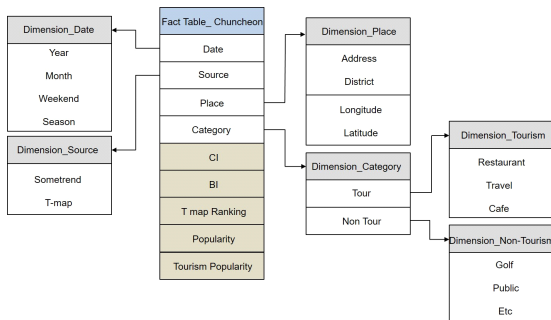 Dimension_Date
Year
Month
Weekend
Season
Dimension_Source
Sometrend
T-map
Fact Table_ Chuncheon
Date
Source
Place
Category
CI
BI
T map Ranking
Popularity
Tourism Popularity
Dimension_Place
Address
District
Longitude
Latitude
Dimension_Category
Tour
Non Tour
Dimension_Tourism
Restaurant
Travel
Cafe
Dimension_Non-Tourism
Golf
Public
Etc